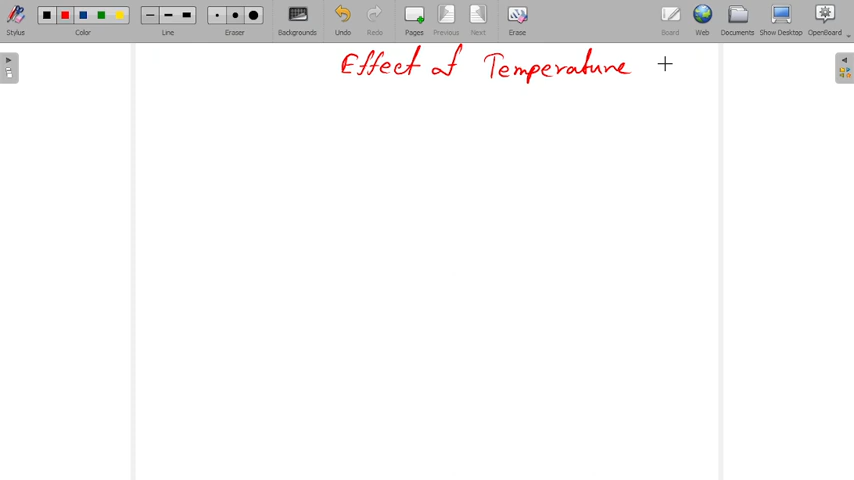 Stylus Color Line Eraser Backgrounds Undo Redo Pages Previous Next Erase Board Web Documents Show Desktop OpenBoard
Effect of Temperature